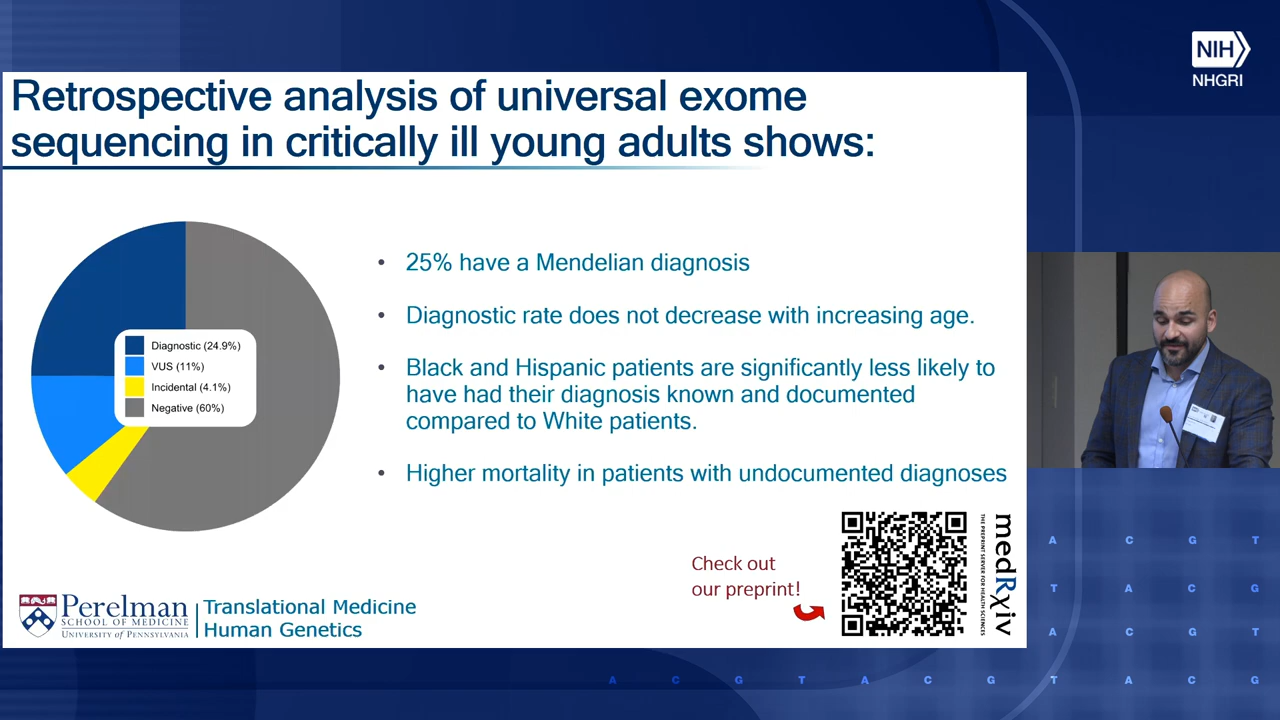 NIH
NHGRI
Retrospective analysis of universal exome
sequencing in critically ill young adults shows:
Diagnostic (24.9%)
VUS (11%)
Incidental (4.1%)
Negative (60%)
• 25% have a Mendelian diagnosis
• Diagnostic rate does not decrease with increasing age.
• Black and Hispanic patients are significantly less likely to
have had their diagnosis known and documented
compared to White patients.
• Higher mortality in patients with undocumented diagnoses
Check out
our preprint!
medRxiv
THE PREPRINT SERVER FOR HEALTH SCIENCES
Perelman
SCHOOL OF MEDICINE
UNIVERSITY OF PENNSYLVANIA
Translational Medicine
Human Genetics
A C G T
T A C G
A C G T
A C G T A C G T A C G